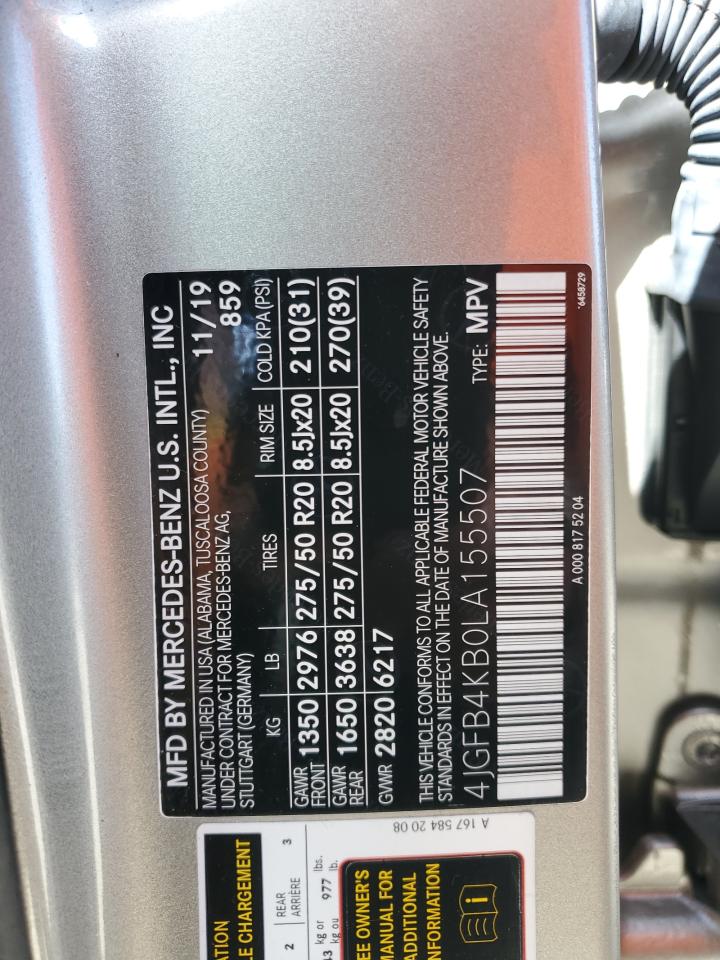 MFD BY MERCEDES-BENZ U.S. INTL., INC
MANUFACTURED IN USA (ALABAMA, TUSCALOOSA COUNTY) 11/19
UNDER CONTRACT FOR MERCEDES-BENZ AG, 859
STUTTGART (GERMANY)
KG LB TIRES RIM SIZE COLD KPA (PSI)
GAWR FRONT 1350 2976 275/50 R20 8.5Jx20 210(31)
GAWR REAR 1650 3638 275/50 R20 8.5Jx20 270(39)
GVWR 2820 6217
THIS VEHICLE CONFORMS TO ALL APPLICABLE FEDERAL MOTOR VEHICLE SAFETY
STANDARDS IN EFFECT ON THE DATE OF MANUFACTURE SHOWN ABOVE.
4JGFB4KB0LA155507 TYPE: MPV
A 000 817 52 04
*6458729
A 167 584 20 08
E CHARGEMENT
2 REAR 3
ARRIÈRE
kg or 977 lbs.
kg ou lb.
OWNER'S
MANUAL FOR
ADDITIONAL
INFORMATION